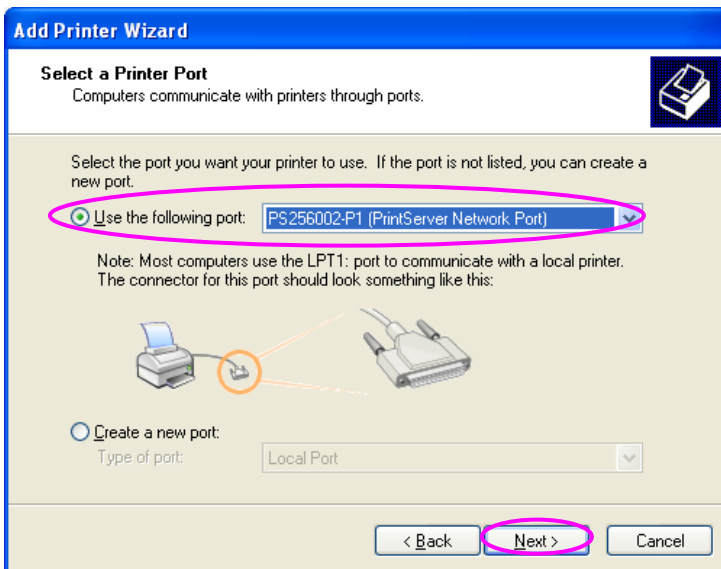 Add Printer Wizard
Select a Printer Port
Computers communicate with printers through ports.
Select the port you want your printer to use. If the port is not listed, you can create a
new port.
Use the following port: PS256002-P1 (PrintServer Network Port)
Note: Most computers use the LPT1: port to communicate with a local printer.
The connector for this port should look something like this:
Create a new port:
Type of port: Local Port
< Back Next > Cancel